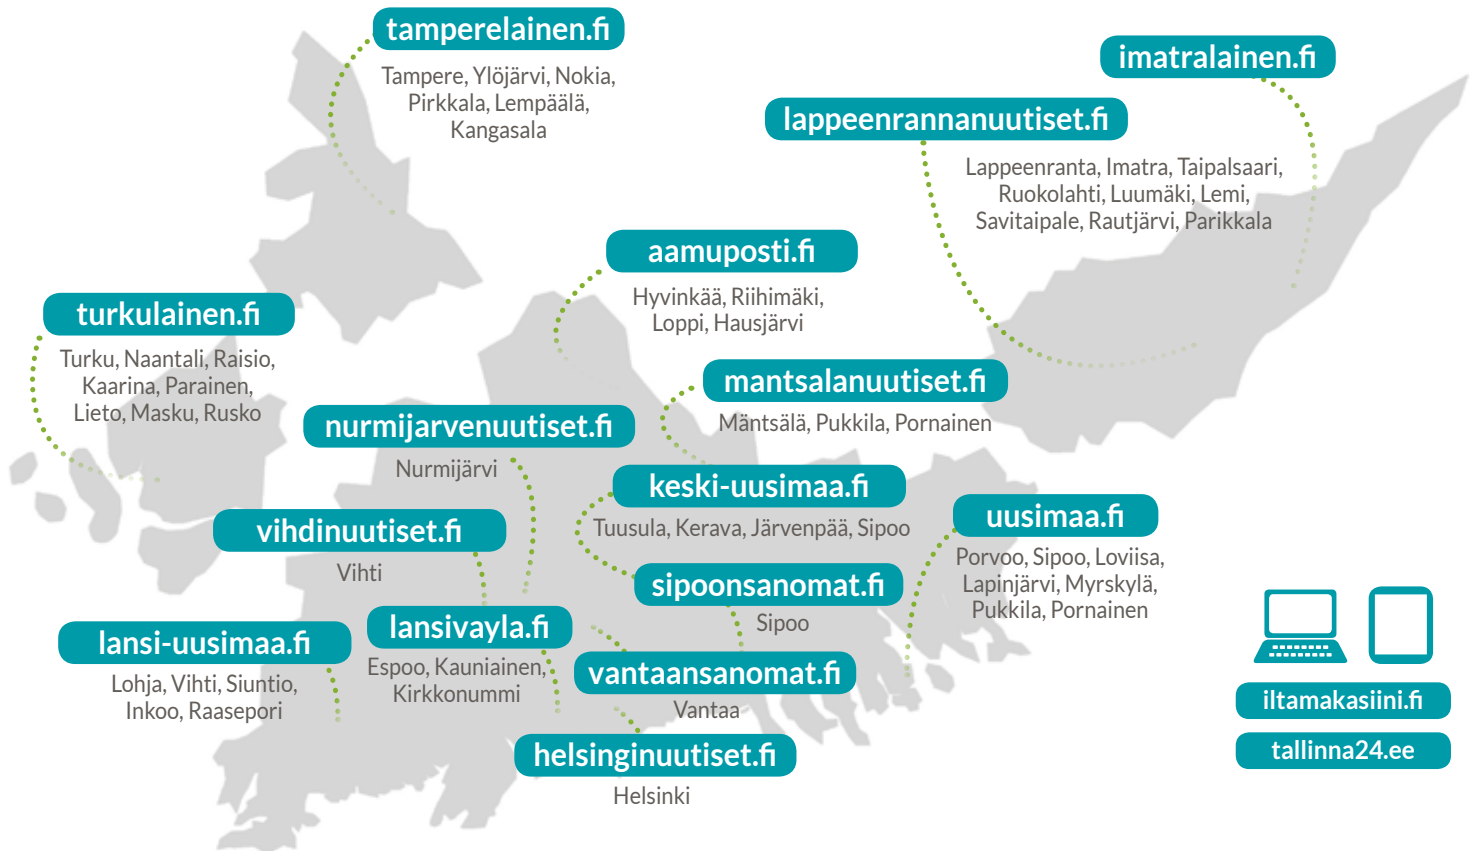 tamperelainen.fi
Tampere, Ylöjärvi, Nokia,
Pirkkala, Lempäälä,
Kangasala
imatralainen.fi
lappeenrannanuutiset.fi
Lappeenranta, Imatra, Taipalsaari,
Ruokolahti, Luumäki, Lemi,
Savitaipale, Rautjärvi, Parikkala
aamuposti.fi
Hyvinkää, Riihimäki,
Loppi, Hausjärvi
turkulainen.fi
Turku, Naantali, Raisio,
Kaarina, Parainen,
Lieto, Masku, Rusko
mantsalanuutiset.fi
Mäntsälä, Pukkila, Pornainen
nurmijarvenuutiset.fi
Nurmijärvi
keski-uusimaa.fi
Tuusula, Kerava, Järvenpää, Sipoo
uusimaa.fi
Porvoo, Sipoo, Loviisa,
Lapinjärvi, Myrskylä,
Pukkila, Pornainen
vihdinuutiset.fi
Vihti
sipoonsanomat.fi
Sipoo
lansivayla.fi
Espoo, Kauniainen,
Kirkkonummi
lansi-uusimaa.fi
Lohja, Vihti, Siuntio,
Inkoo, Raasepori
vantaansanomat.fi
Vantaa
helsinginuutiset.fi
Helsinki
iltamakasiini.fi
tallinna24.ee